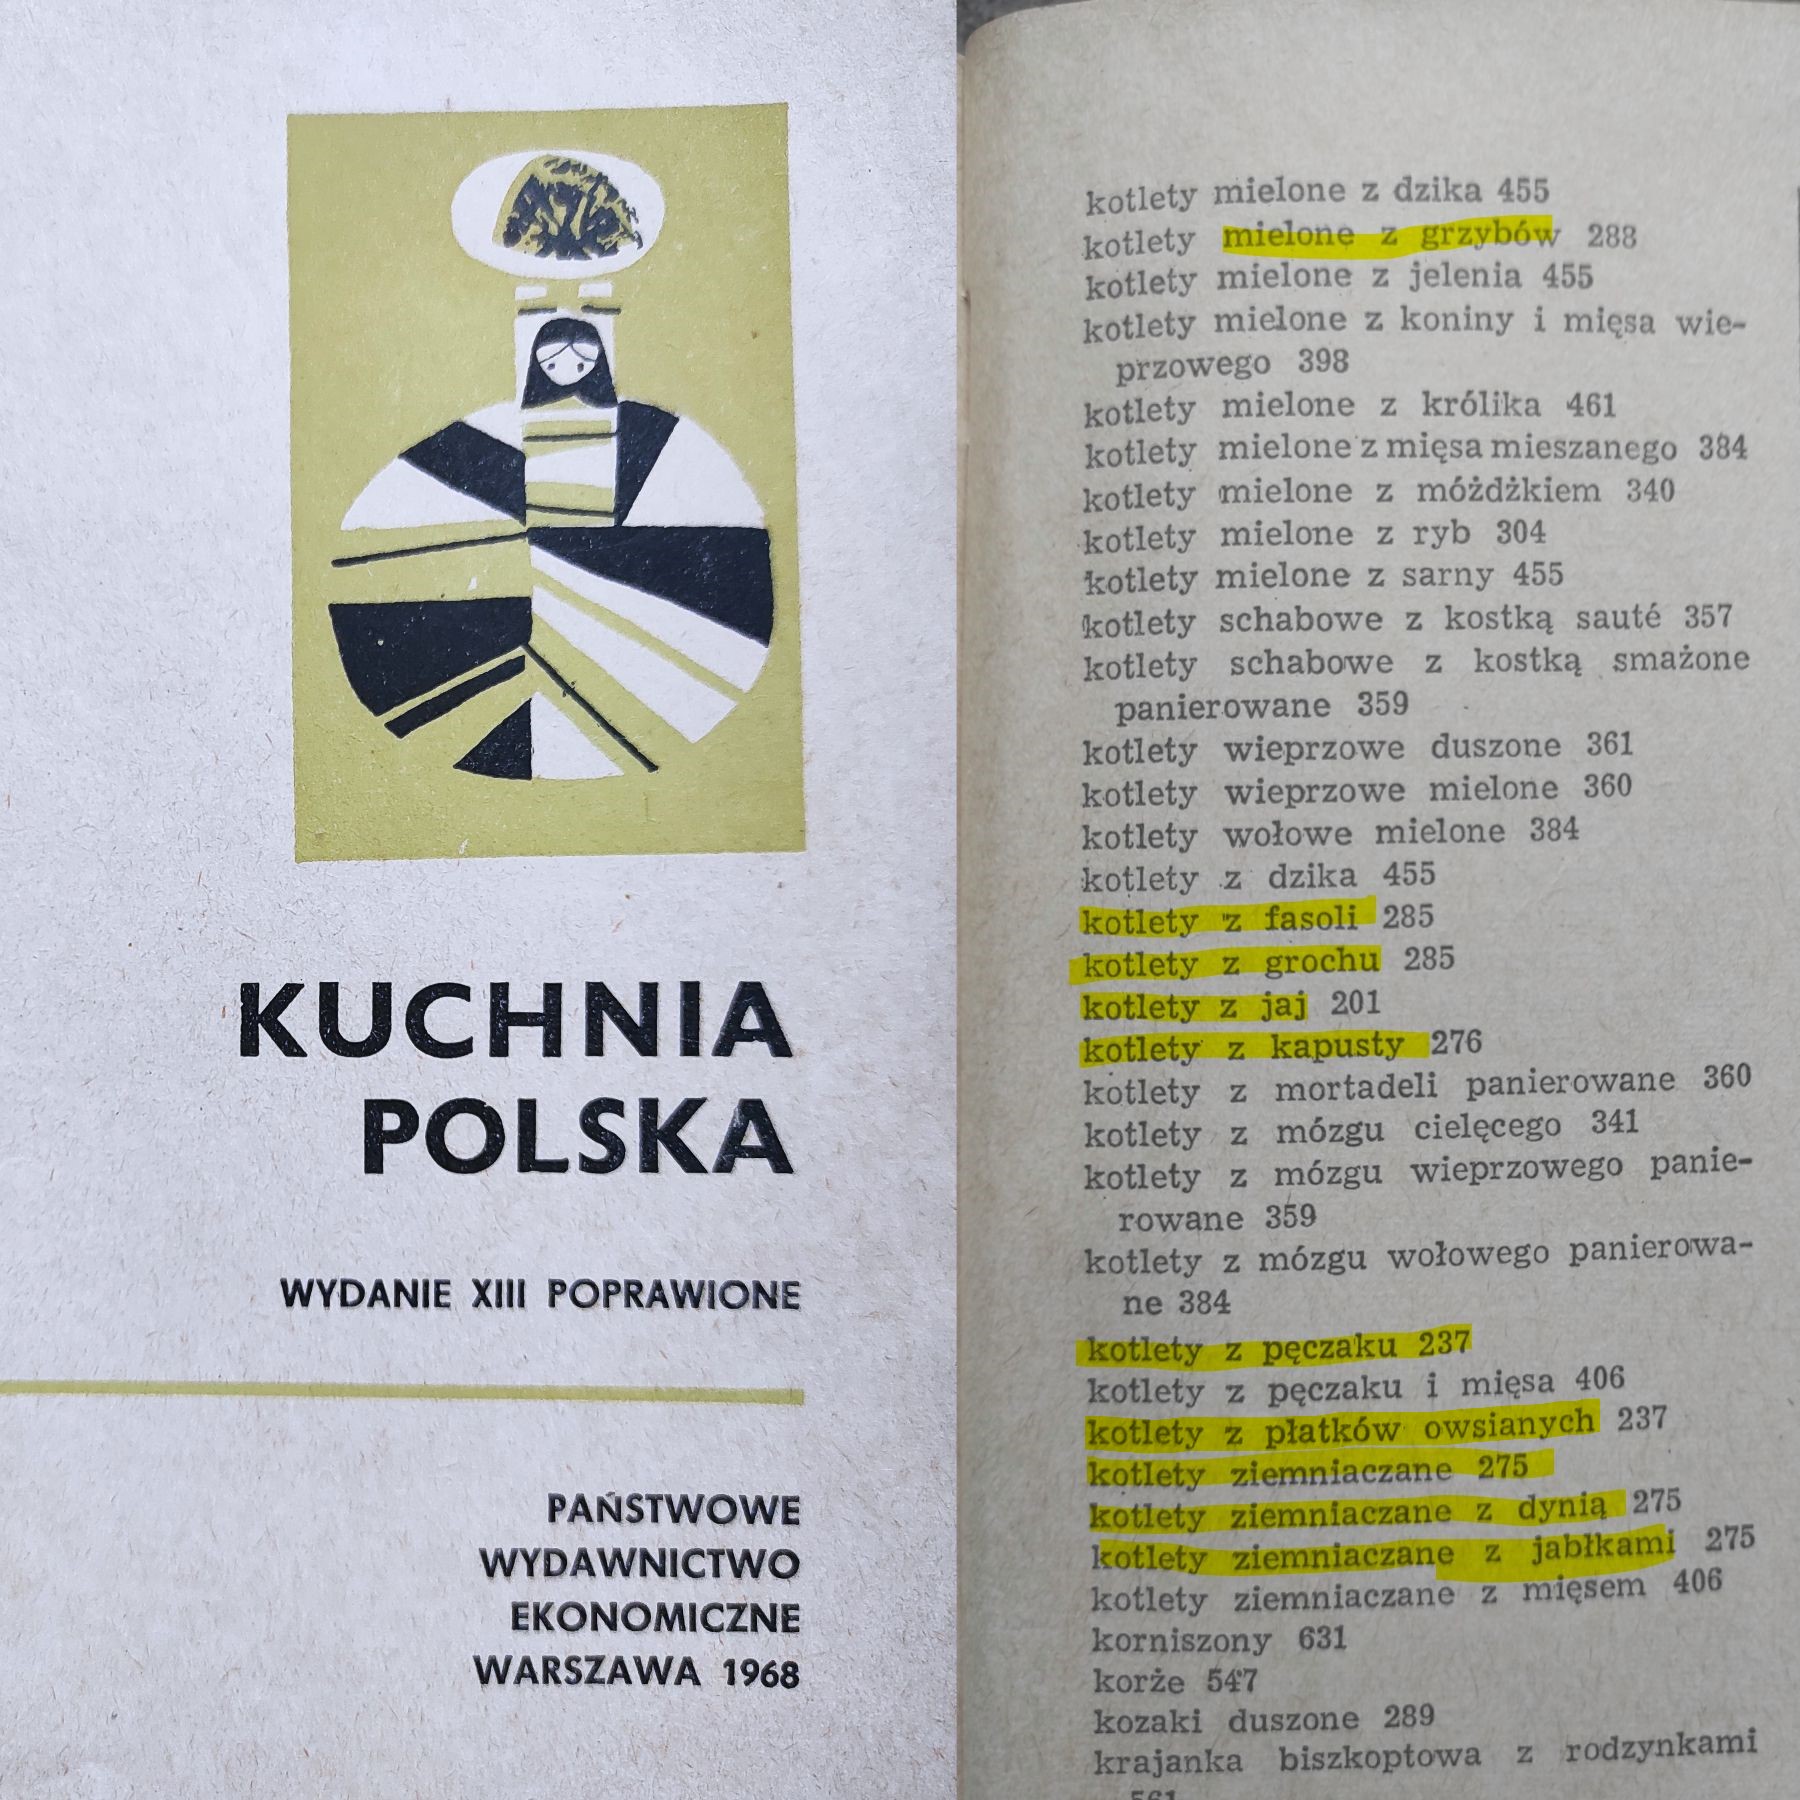 KUCHNIA
POLSKA
WYDANIE XIII POPRAWIONE
PAŃSTWOWE
WYDAWNICTWO
EKONOMICZNE
WARSZAWA 1968
kotlety mielone z dzika 455
kotlety mielone z grzybów 288
kotlety mielone z jelenia 455
kotlety mielone z koniny i mięsa wie-
przowego 398
kotlety mielone z królika 461
kotlety mielone z mięsa mieszanego 384
kotlety mielone z móżdżkiem 340
kotlety mielone z ryb 304
kotlety mielone z sarny 455
kotlety schabowe z kostką sauté 357
kotlety schabowe z kostką smażone
panierowane 359
kotlety wieprzowe duszone 361
kotlety wieprzowe mielone 360
kotlety wołowe mielone 384
kotlety z dzika 455
kotlety z fasoli 285
kotlety z grochu 285
kotlety z jaj 201
kotlety z kapusty 276
kotlety z mortadeli panierowane 360
kotlety z mózgu cielęcego 341
kotlety z mózgu wieprzowego panie-
rowane 359
kotlety z mózgu wołowego panierowa-
ne 384
kotlety z pęczaku 237
kotlety z pęczaku i mięsa 406
kotlety z płatków owsianych 237
kotlety ziemniaczane 275
kotlety ziemniaczane z dynią 275
kotlety ziemniaczane z jabłkami 275
kotlety ziemniaczane z mięsem 406
korniszony 631
korże 547
kozaki duszone 289
krajanka biszkoptowa z rodzynkami
561